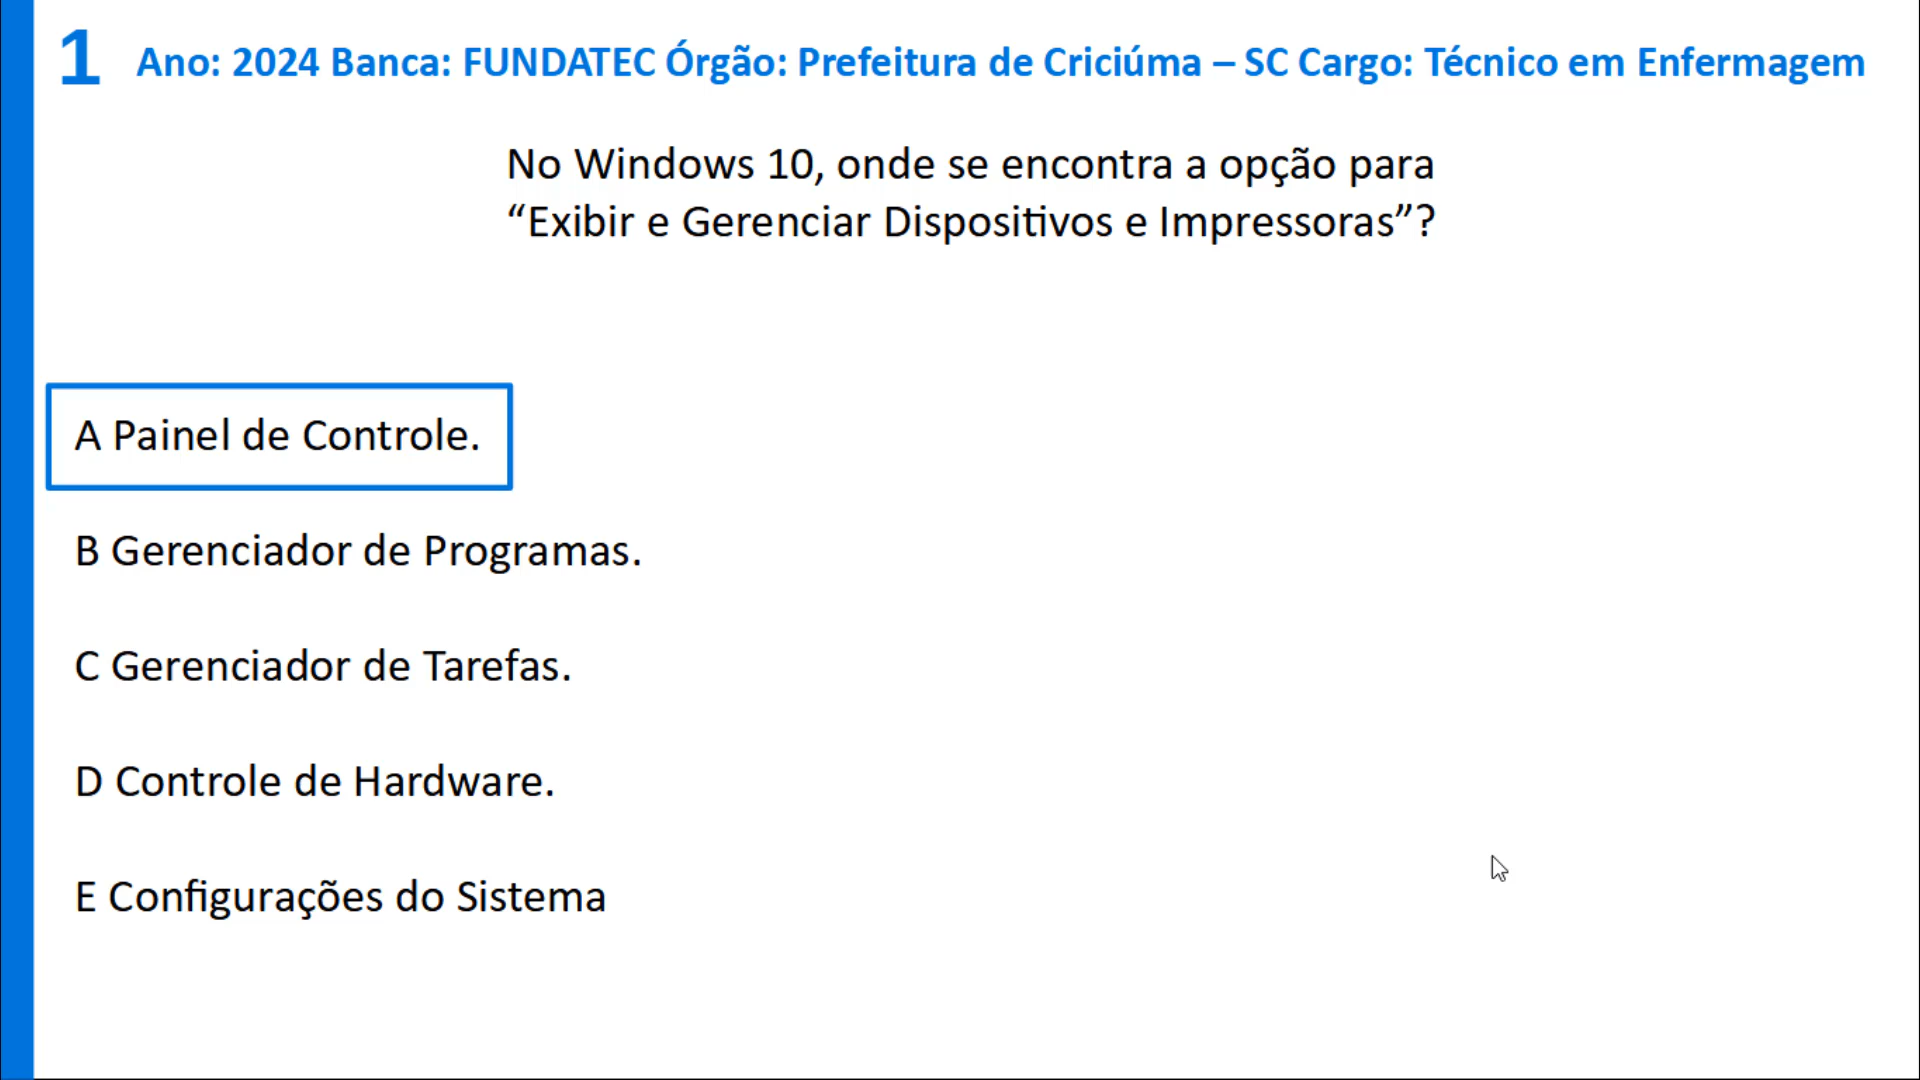 1 Ano: 2024 Banca: FUNDATEC Órgão: Prefeitura de Criciúma – SC Cargo: Técnico em Enfermagem
No Windows 10, onde se encontra a opção para
“Exibir e Gerenciar Dispositivos e Impressoras”?
A Painel de Controle.
B Gerenciador de Programas.
C Gerenciador de Tarefas.
D Controle de Hardware.
E Configurações do Sistema